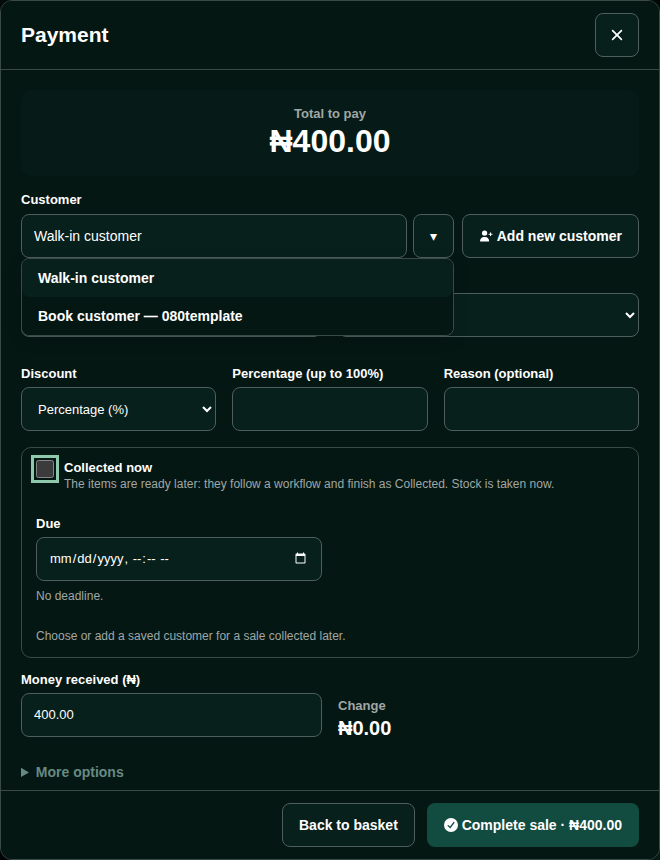 Payment
Total to pay
₦400.00
Customer
Walk-in customer
Add new customer
Walk-in customer
Book customer — 080template
Discount
Percentage (up to 100%)
Reason (optional)
Percentage (%)
Collected now
The items are ready later: they follow a workflow and finish as Collected. Stock is taken now.
Due
mm/dd/yyyy, --:-- --
No deadline.
Choose or add a saved customer for a sale collected later.
Money received (₦)
400.00
Change
₦0.00
More options
Back to basket
Complete sale · ₦400.00